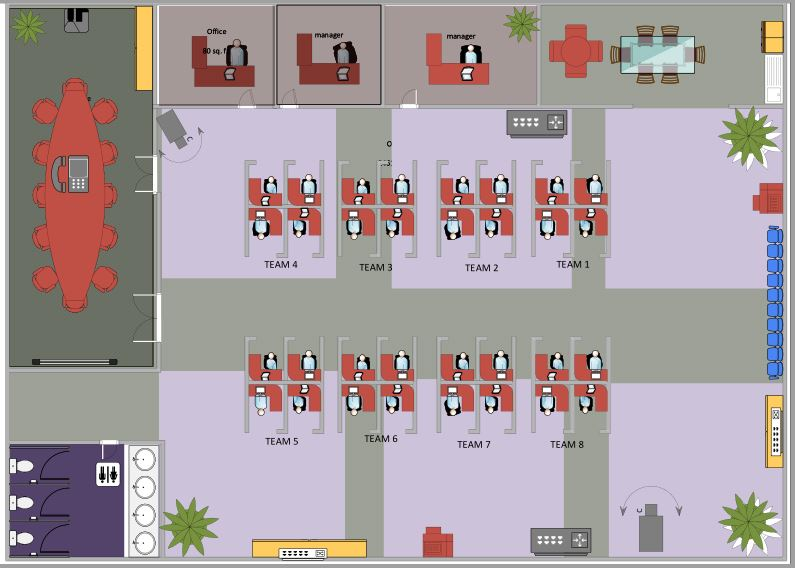 Office
80 sq. f
manager
manager
TEAM 4
TEAM 3
TEAM 2
TEAM 1
TEAM 5
TEAM 6
TEAM 7
TEAM 8